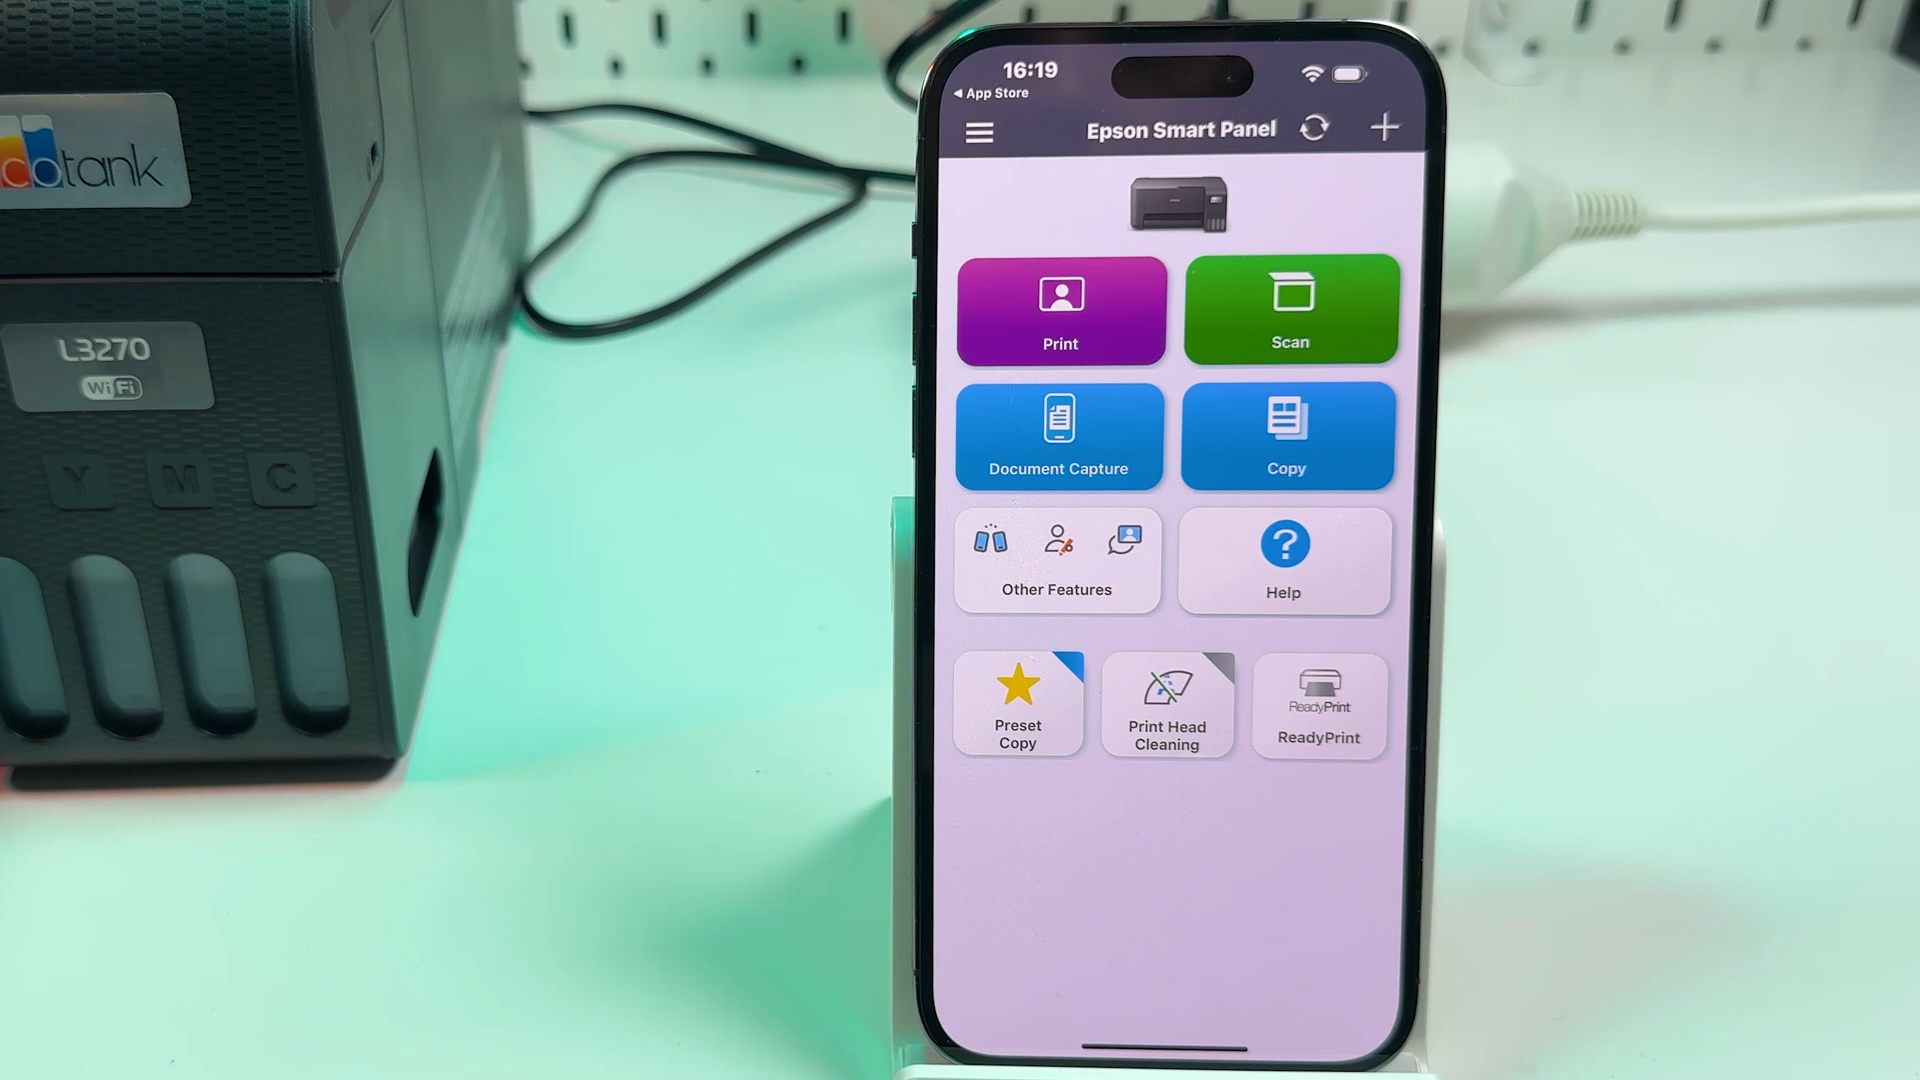 cotank
L3270
WiFi
Y M C
16:19
App Store
Epson Smart Panel
Print
Scan
Document Capture
Copy
Other Features
?
Help
Preset
Copy
Print Head
Cleaning
ReadyPrint
ReadyPrint